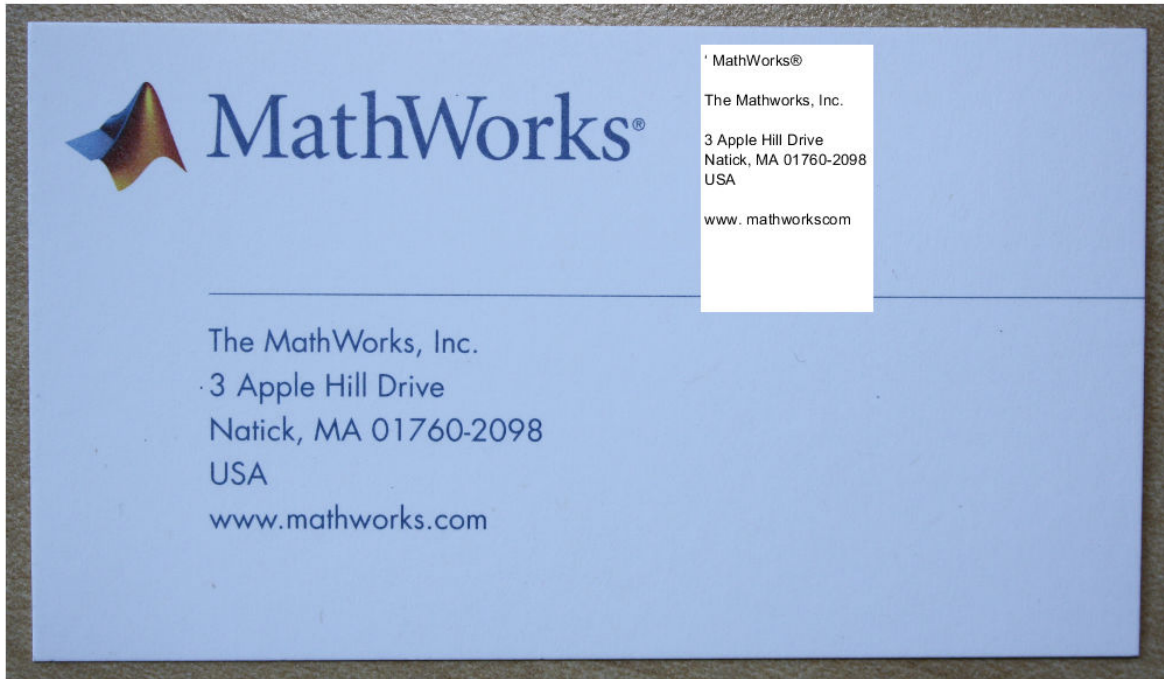 MathWorks®
The MathWorks, Inc.
3 Apple Hill Drive
Natick, MA 01760-2098
USA
www.mathworks.com
‘ MathWorks®
The Mathworks, Inc.
3 Apple Hill Drive
Natick, MA 01760-2098
USA
www. mathworkscom